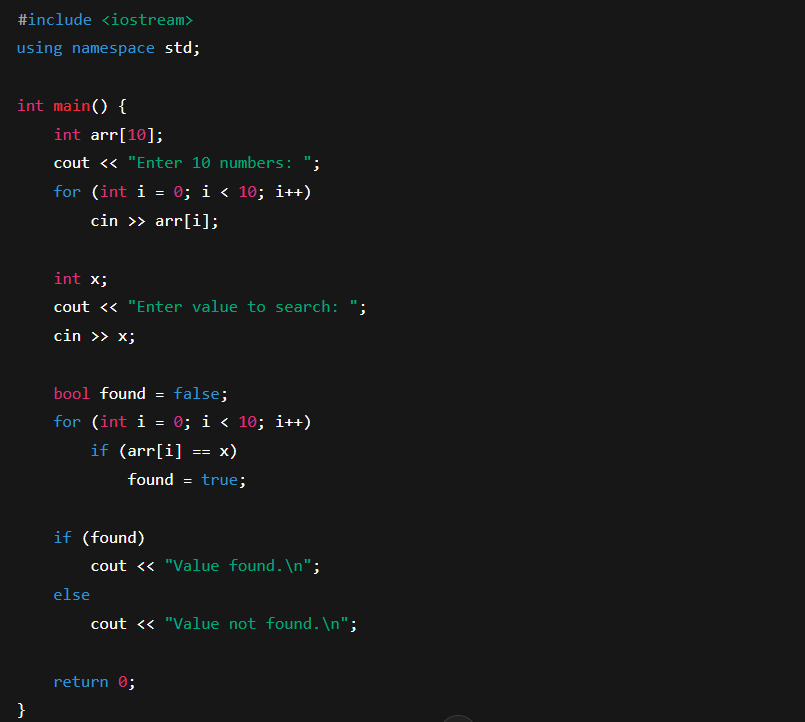 #include <iostream>
using namespace std;
int main() {
    int arr[10];
    cout << "Enter 10 numbers: ";
    for (int i = 0; i < 10; i++)
        cin >> arr[i];
    int x;
    cout << "Enter value to search: ";
    cin >> x;
    bool found = false;
    for (int i = 0; i < 10; i++)
        if (arr[i] == x)
            found = true;
    if (found)
        cout << "Value found.\n";
    else
        cout << "Value not found.\n";
    return 0;
}